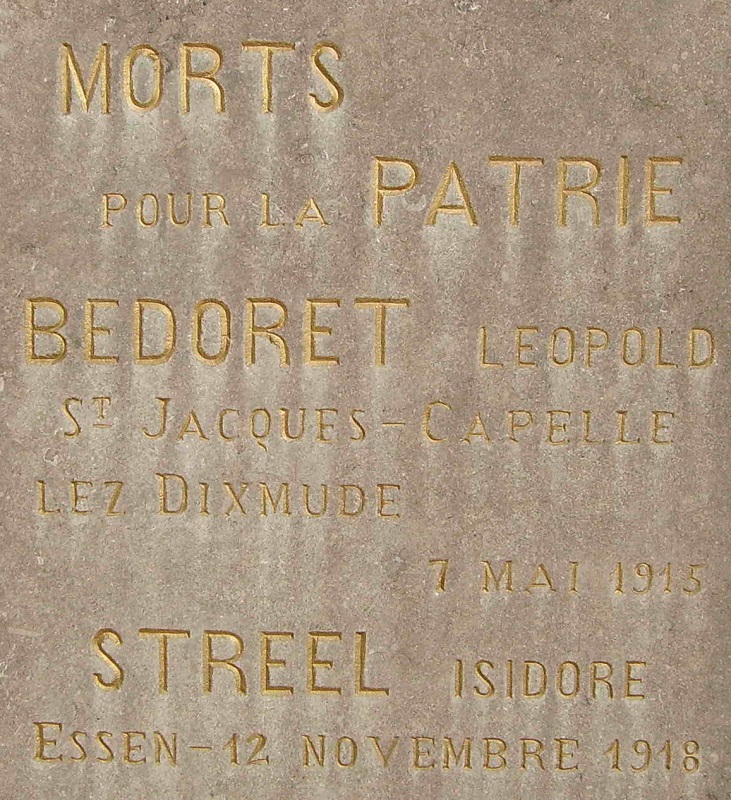 MORTS
POUR LA PATRIE
BEDORET LEOPOLD
ST JACQUES-CAPELLE
LEZ DIXMUDE
7 MAI 1915
STREEL ISIDORE
ESSEN-12 NOVEMBRE 1918